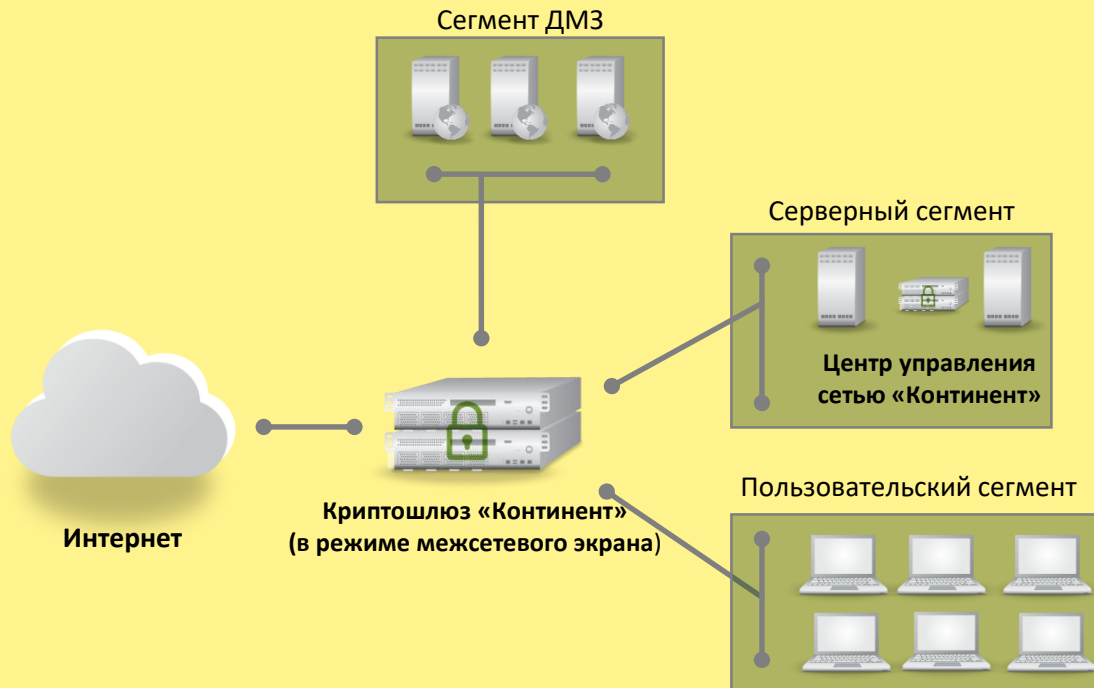 Сегмент ДМЗ
Серверный сегмент
Центр управления
сетью «Континент»
Интернет
Криптошлюз «Континент»
(в режиме межсетевого экрана)
Пользовательский сегмент